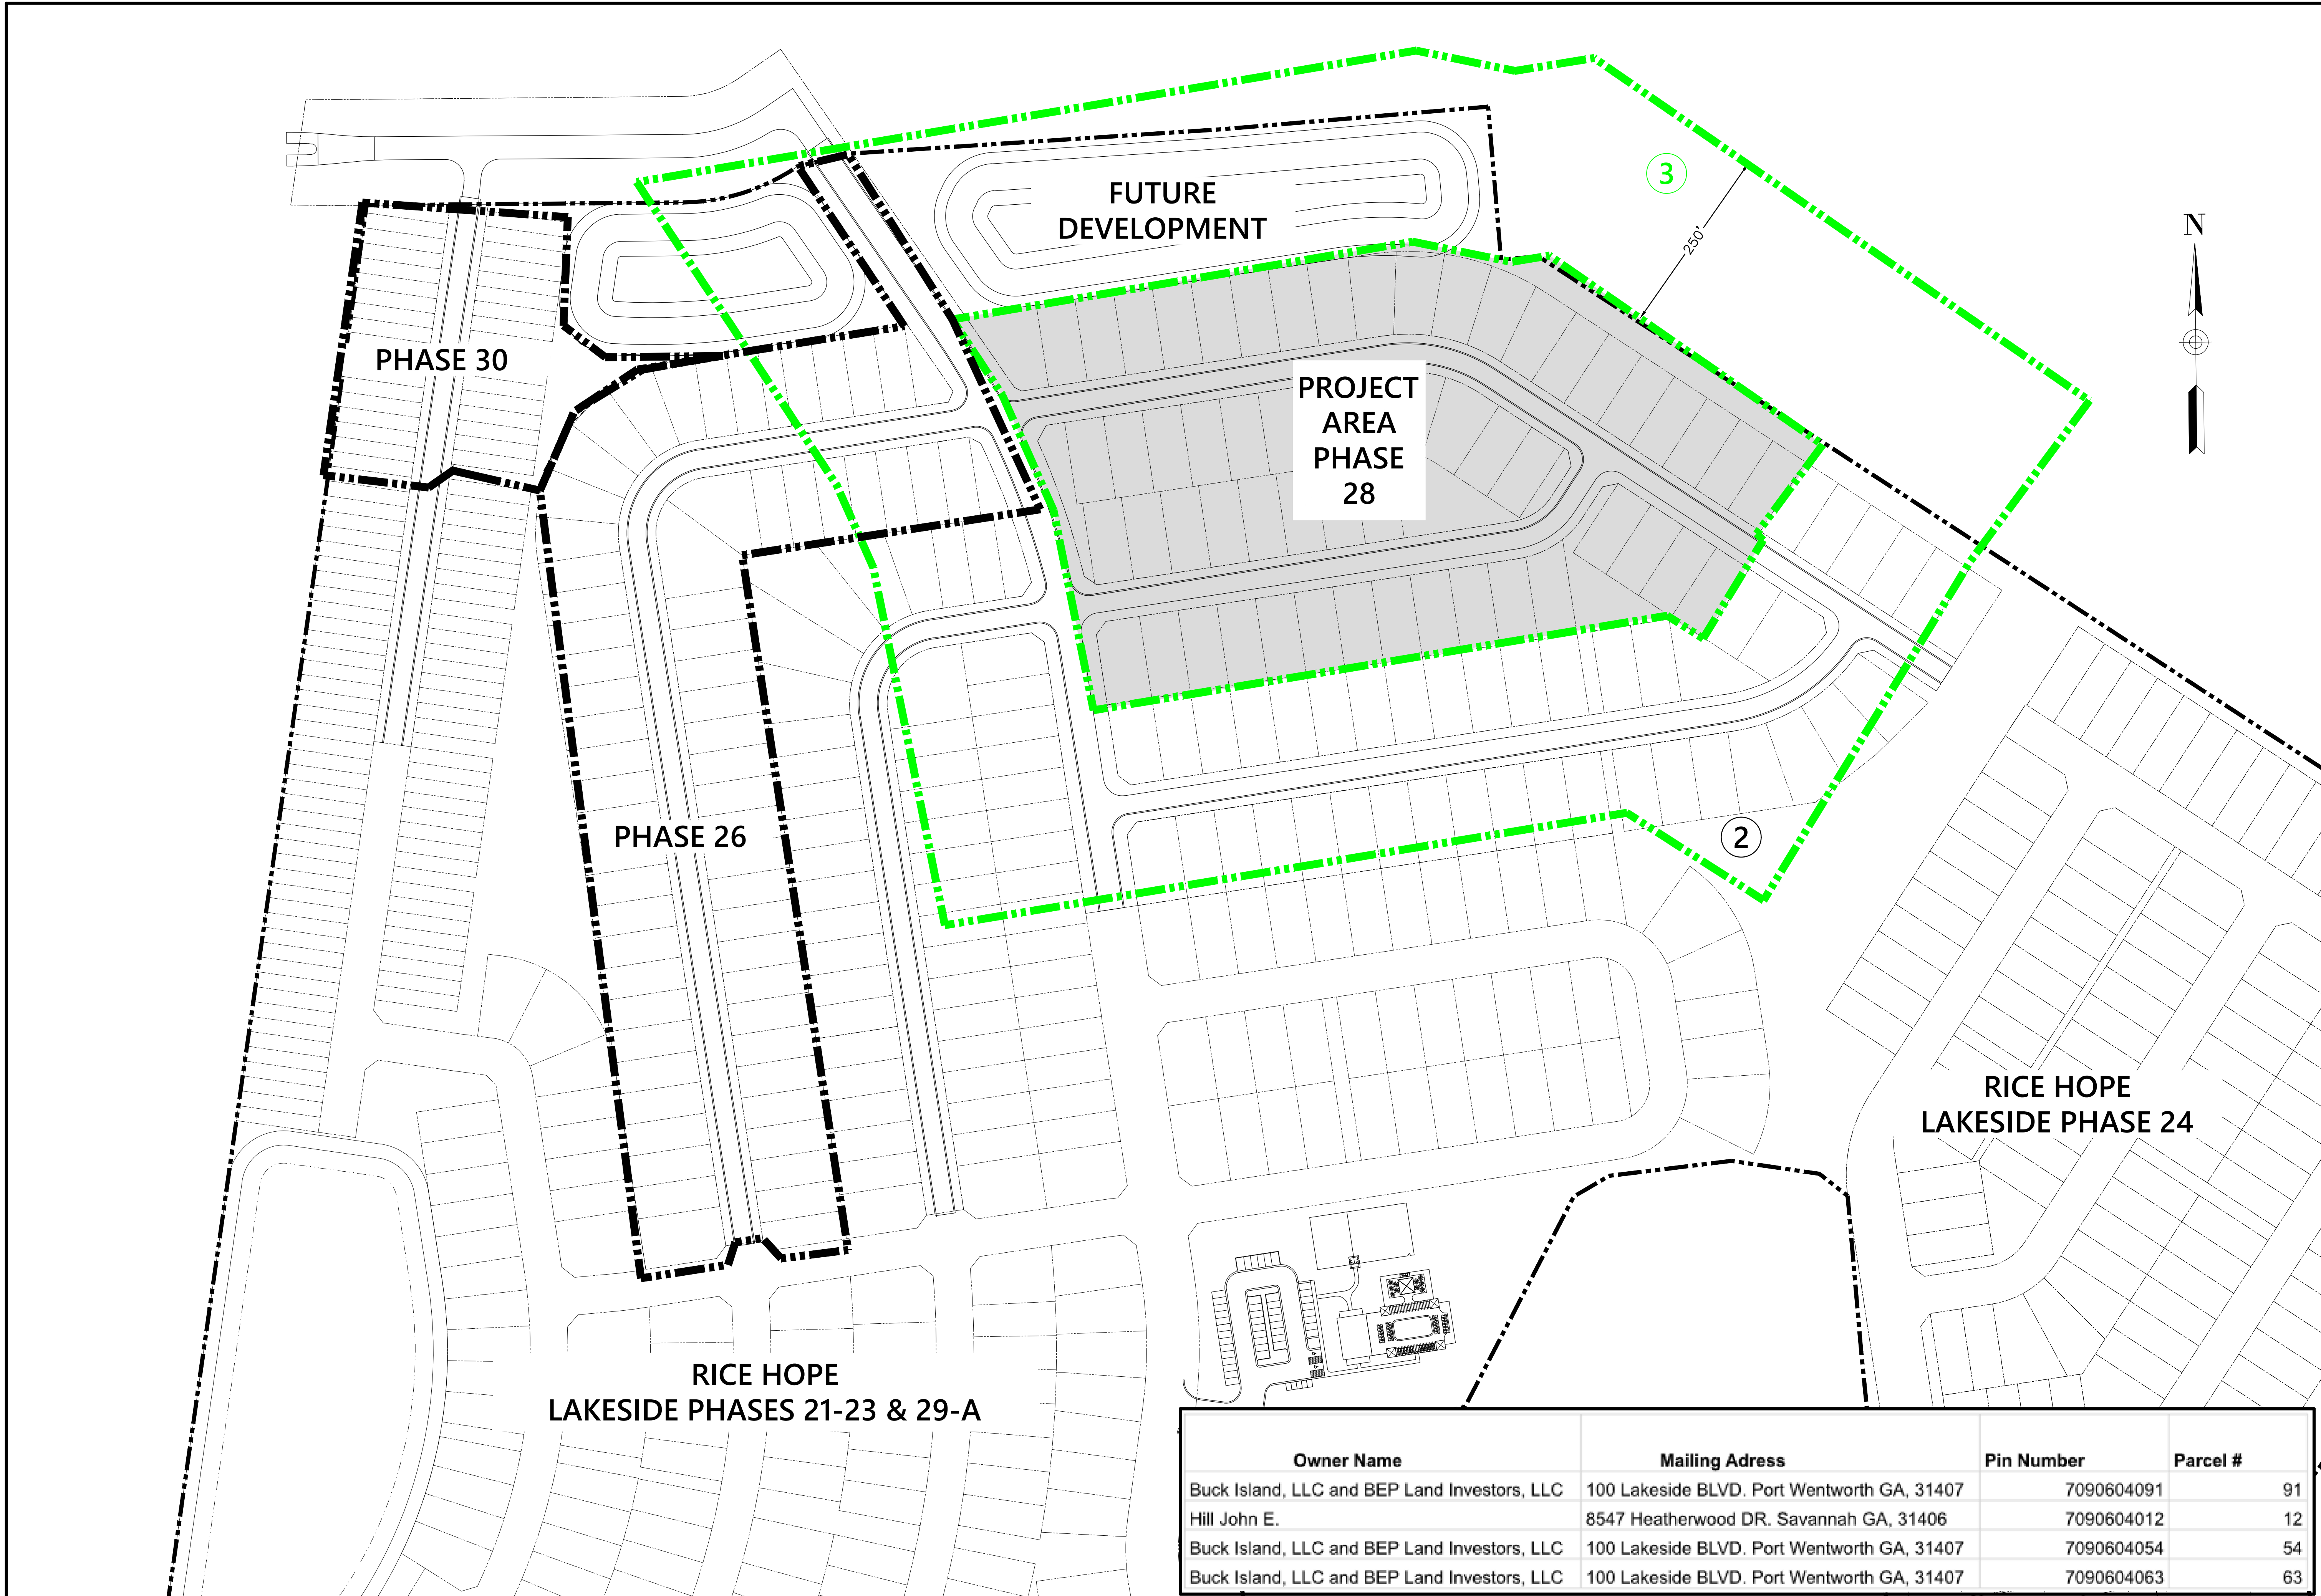 3
FUTURE
DEVELOPMENT
N
250'
PHASE 30
PROJECT
AREA
PHASE
28
PHASE 26
2
RICE HOPE
LAKESIDE PHASE 24
RICE HOPE
LAKESIDE PHASES 21-23 & 29-A
Owner Name Mailing Adress Pin Number Parcel #
Buck Island, LLC and BEP Land Investors, LLC 100 Lakeside BLVD. Port Wentworth GA, 31407 7090604091 91
Hill John E. 8547 Heatherwood DR. Savannah GA, 31406 7090604012 12
Buck Island, LLC and BEP Land Investors, LLC 100 Lakeside BLVD. Port Wentworth GA, 31407 7090604054 54
Buck Island, LLC and BEP Land Investors, LLC 100 Lakeside BLVD. Port Wentworth GA, 31407 7090604063 63